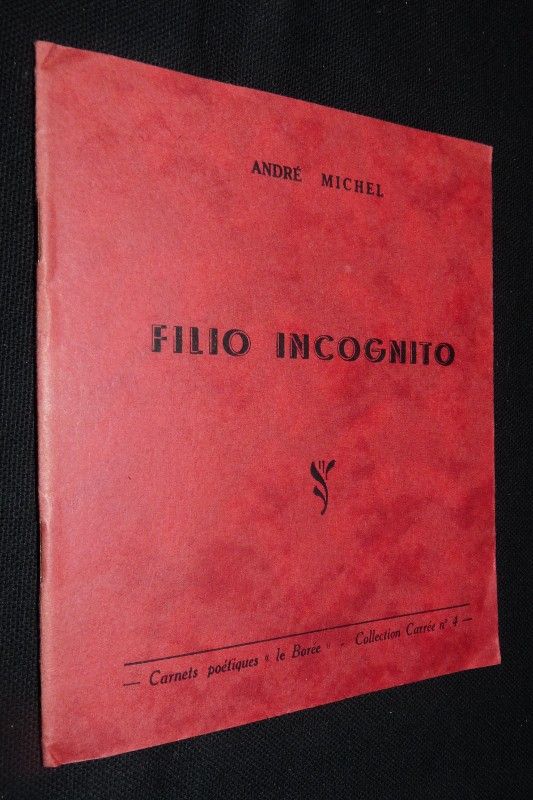 ANDRÉ MICHEL
FILIO INCOGNITO
— Carnets poétiques « le Borée » - Collection Carrée n° 4 —